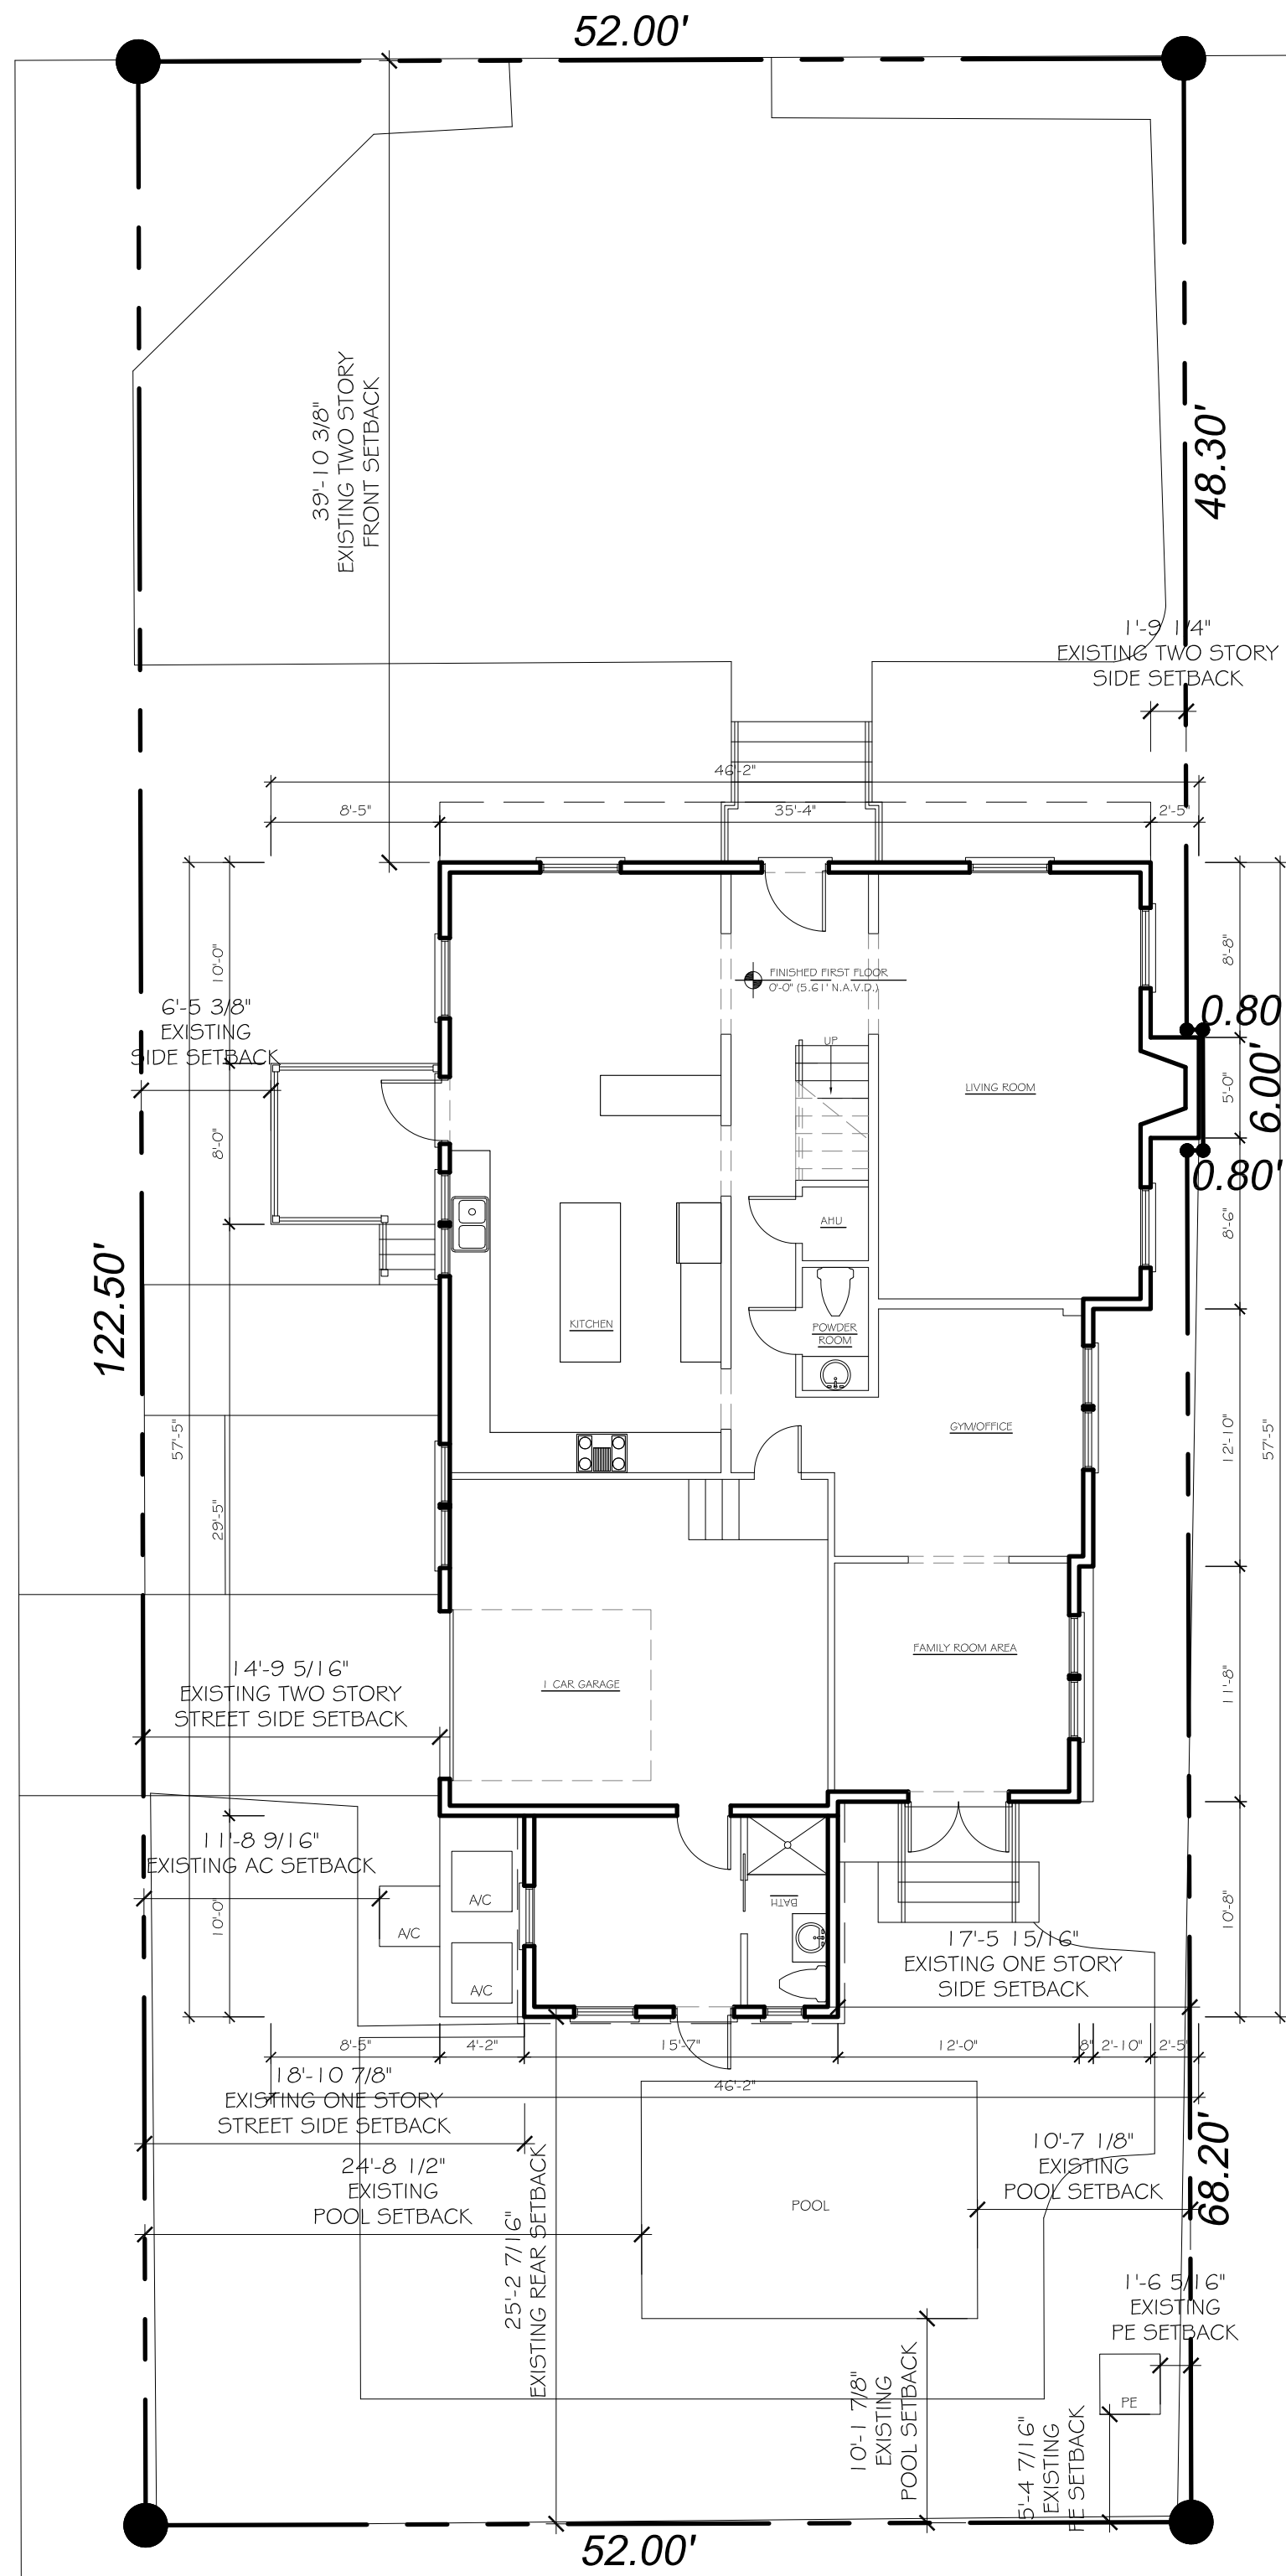 52.00'
39'-10 3/8"
EXISTING TWO STORY
FRONT SETBACK
48.30'
1'-9 1/4"
EXISTING TWO STORY
SIDE SETBACK
46'-2"
8'-5"
35'-4"
2'-5"
10'-0"
8'-8"
FINISHED FIRST FLOOR
0'-0" (5.61' N.A.V.D.)
6'-5 3/8"
EXISTING
SIDE SETBACK
0.80
UP
LIVING ROOM
5'-0"
6.00'
8'-0"
0.80'
AHU
8'-6"
122.50'
KITCHEN
POWDER
ROOM
57'-5"
GYM/OFFICE
12'-10"
57'-5"
29'-5"
FAMILY ROOM AREA
14'-9 5/16"
EXISTING TWO STORY
STREET SIDE SETBACK
1 CAR GARAGE
11'-8"
11'-8 9/16"
EXISTING AC SETBACK
10'-0"
A/C
A/C
A/C
BATH
10'-8"
17'-5 15/16"
EXISTING ONE STORY
SIDE SETBACK
8'-5"
4'-2"
15'-7"
12'-0"
8"
2'-10"
2'-5"
46'-2"
18'-10 7/8"
EXISTING ONE STORY
STREET SIDE SETBACK
24'-8 1/2"
EXISTING
POOL SETBACK
25'-2 7/16"
EXISTING REAR SETBACK
POOL
10'-7 1/8"
EXISTING
POOL SETBACK
68.20'
1'-6 5/16"
EXISTING
PE SETBACK
PE
10'-1 7/8"
EXISTING
POOL SETBACK
5'-4 7/16"
EXISTING
PE SETBACK
52.00'